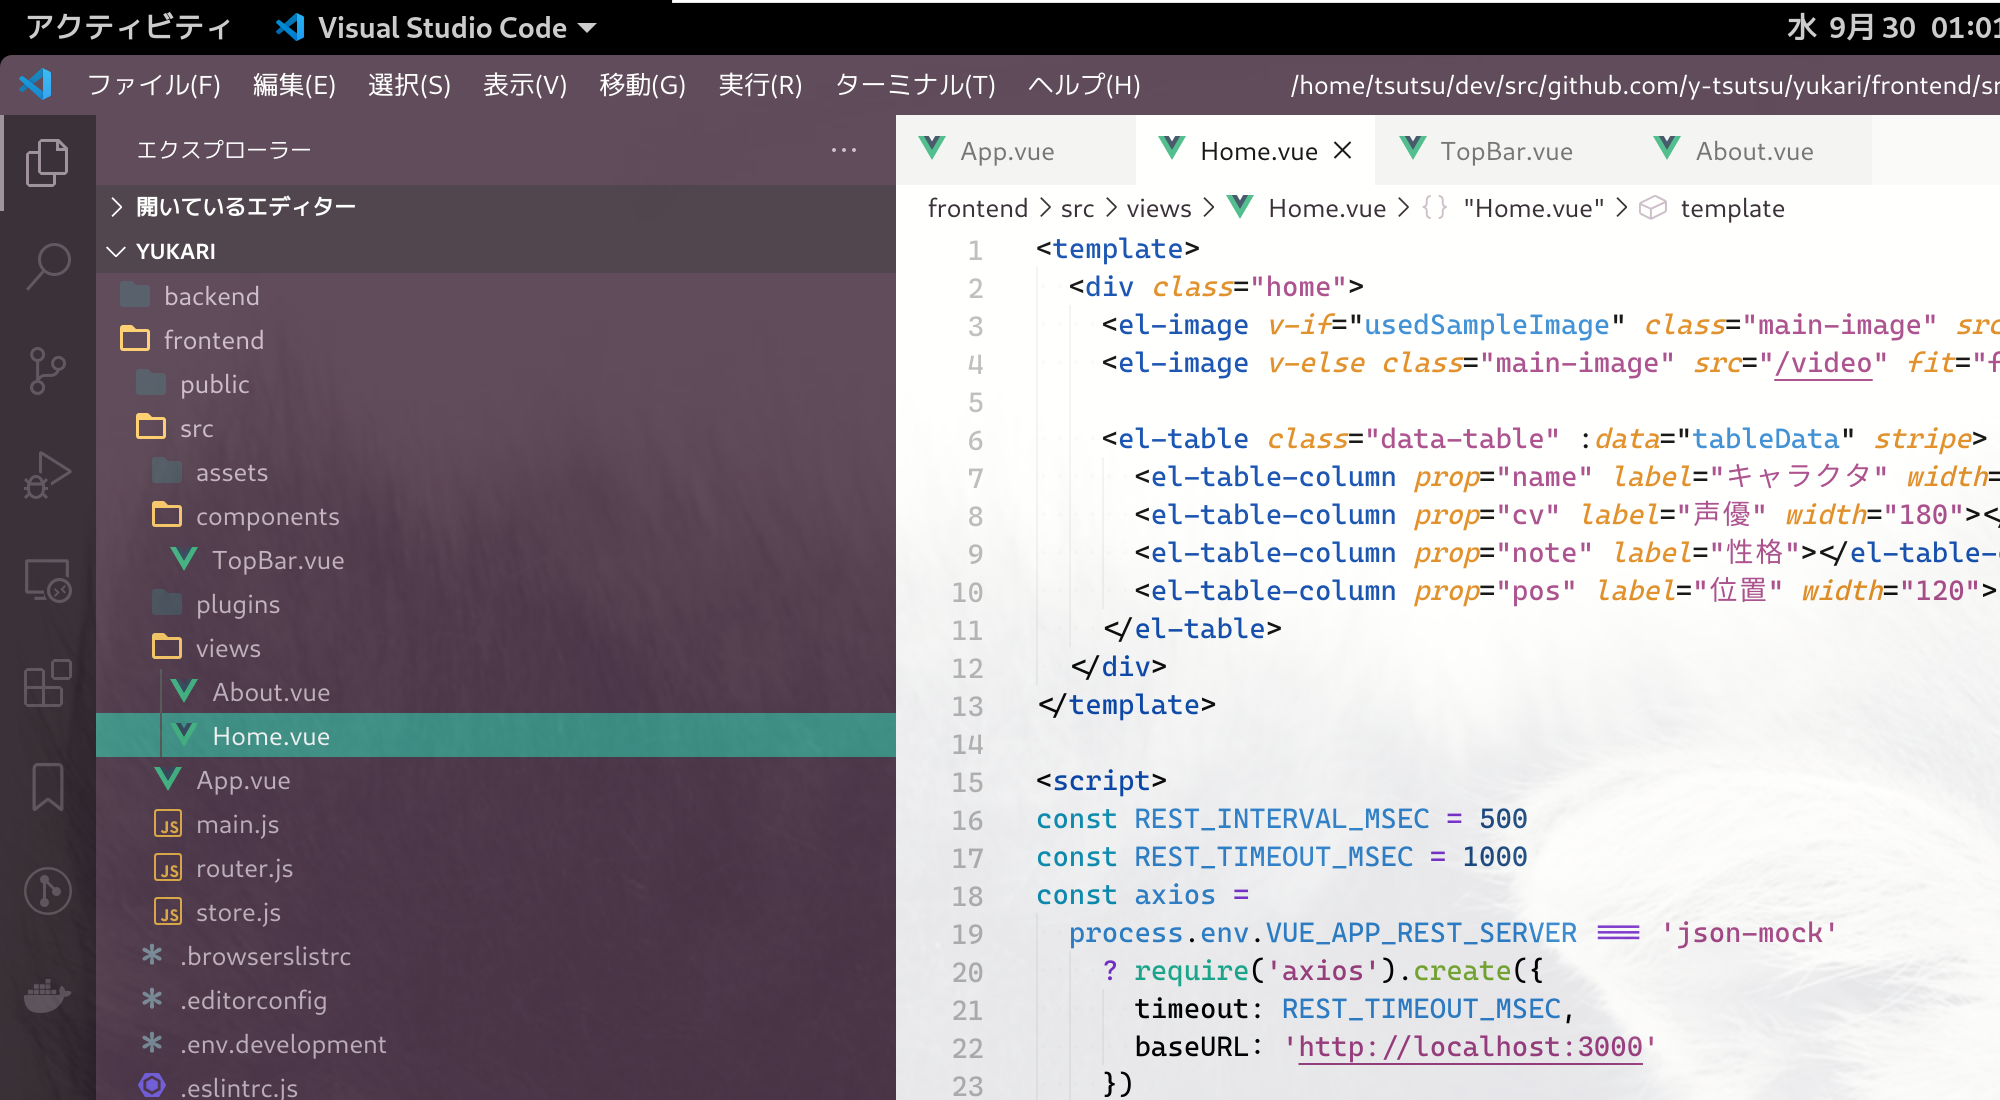 アクティビティ Visual Studio Code 水 9月 30 01:01
ファイル(F) 編集(E) 選択(S) 表示(V) 移動(G) 実行(R) ターミナル(T) ヘルプ(H) /home/tsutsu/dev/src/github.com/y-tsutsu/yukari/frontend/sr
エクスプローラー ···
開いているエディター
YUKARI
backend
frontend
public
src
assets
components
TopBar.vue
plugins
views
About.vue
Home.vue
App.vue
main.js
router.js
store.js
.browserslistrc
.editorconfig
.env.development
.eslintrc.js
App.vue Home.vue TopBar.vue About.vue
frontend > src > views > Home.vue > {} "Home.vue" > template
1 <template>
2 <div class="home">
3 <el-image v-if="usedSampleImage" class="main-image" src
4 <el-image v-else class="main-image" src="/video" fit="f
5
6 <el-table class="data-table" :data="tableData" stripe>
7 <el-table-column prop="name" label="キャラクタ" width=
8 <el-table-column prop="cv" label="声優" width="180"></
9 <el-table-column prop="note" label="性格"></el-table-
10 <el-table-column prop="pos" label="位置" width="120">
11 </el-table>
12 </div>
13 </template>
14
15 <script>
16 const REST_INTERVAL_MSEC = 500
17 const REST_TIMEOUT_MSEC = 1000
18 const axios =
19 process.env.VUE_APP_REST_SERVER === 'json-mock'
20 ? require('axios').create({
21 timeout: REST_TIMEOUT_MSEC,
22 baseURL: 'http://localhost:3000'
23 })